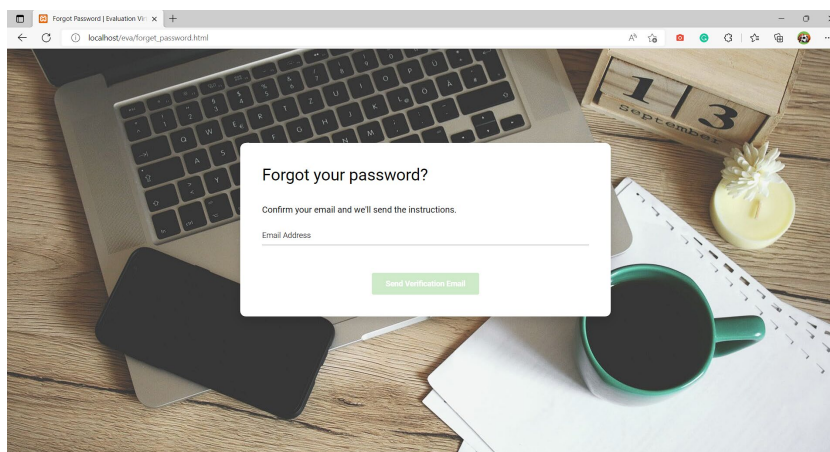 Forgot Password | Evaluation Vir
localhost/eva/forget_password.html
1 3
September
Forgot your password?
Confirm your email and we'll send the instructions.
Email Address
Send Verification Email